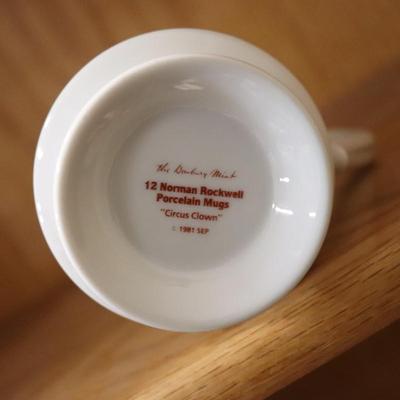 the Danbury Mint
12 Norman Rockwell
Porcelain Mugs
"Circus Clown"
© 1981 SEP